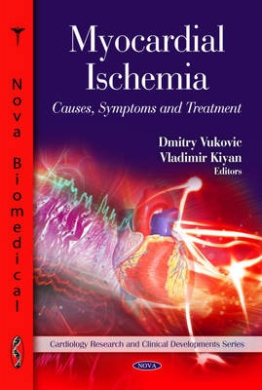 Myocardial
Ischemia
Causes, Symptoms and Treatment
Dmitry Vukovic
Vladimir Kiyan
Editors
Nova Biomedical
Cardiology Research and Clinical Developments Series
NOVA